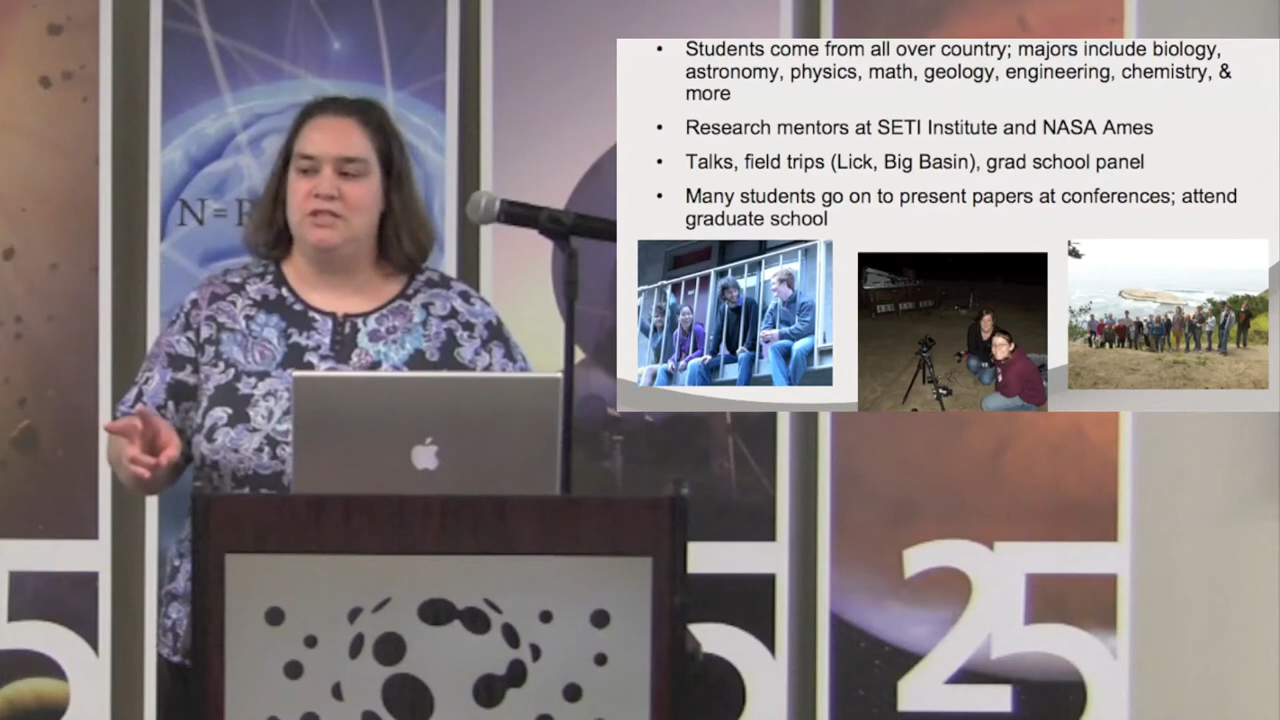 • Students come from all over country; majors include biology,
astronomy, physics, math, geology, engineering, chemistry, &
more
• Research mentors at SETI Institute and NASA Ames
• Talks, field trips (Lick, Big Basin), grad school panel
• Many students go on to present papers at conferences; attend
graduate school
N=R
25